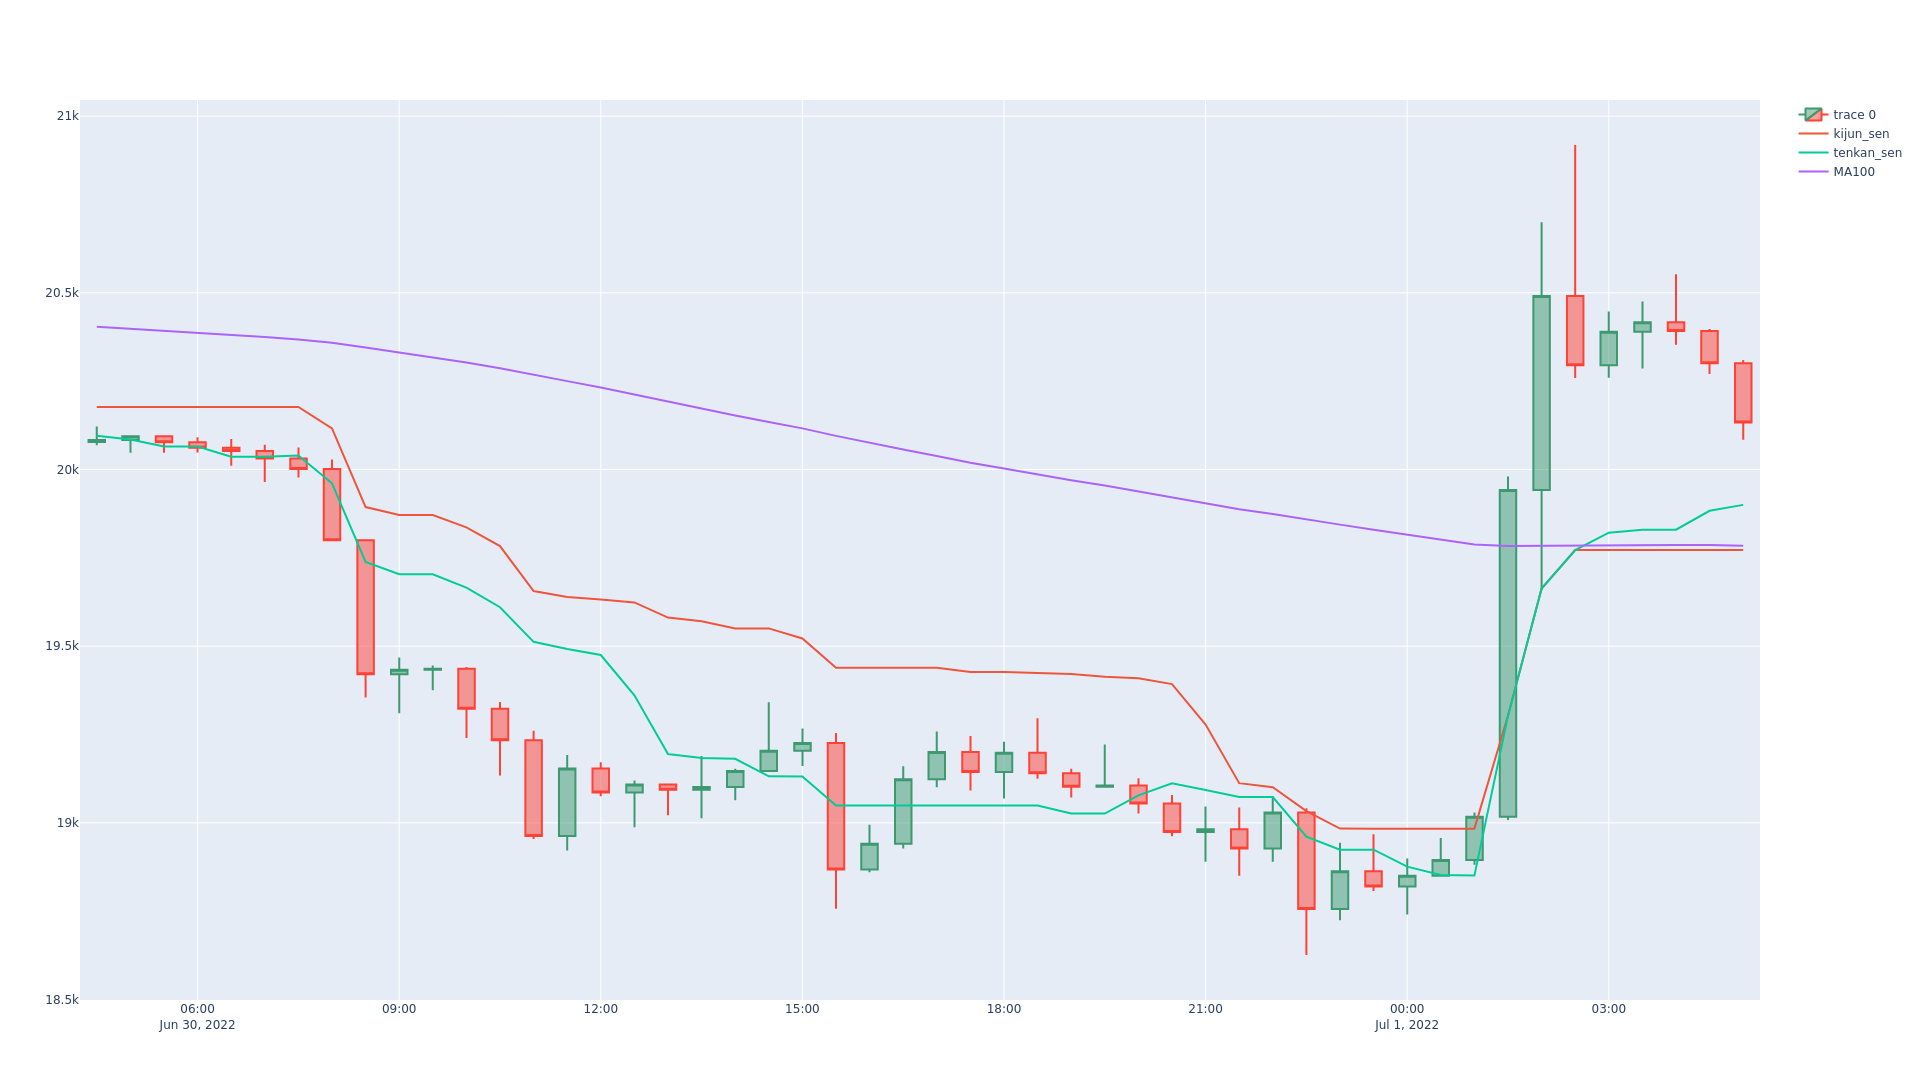 21k
20.5k
20k
19.5k
19k
18.5k
06:00
Jun 30, 2022
09:00
12:00
15:00
18:00
21:00
00:00
Jul 1, 2022
03:00
trace 0
kijun_sen
tenkan_sen
MA100